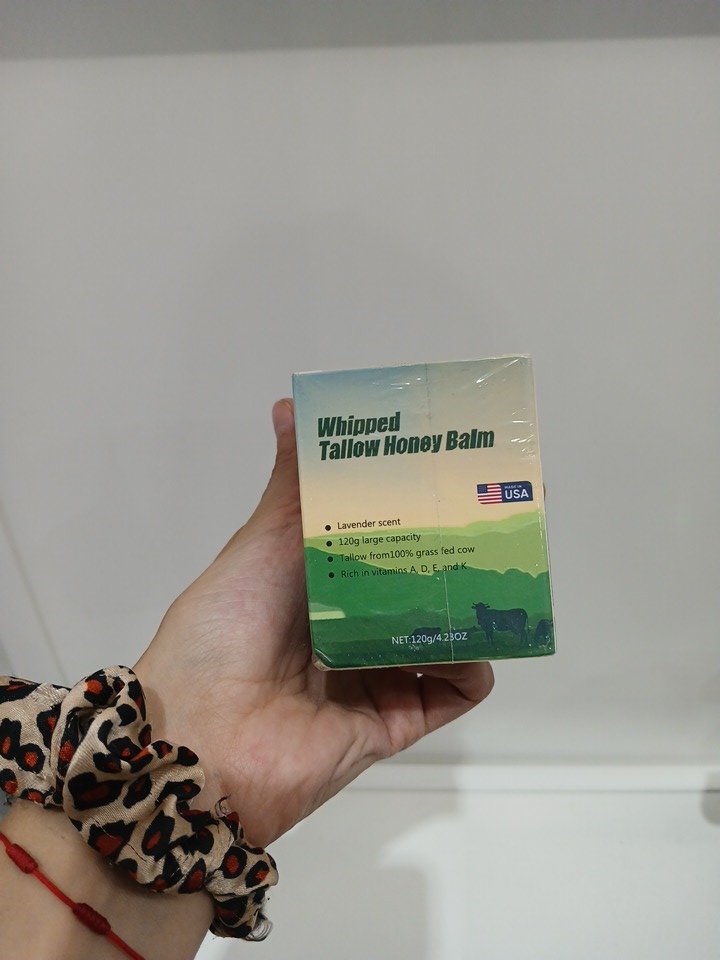 Whipped
Tallow Honey Balm
MADE IN
USA
Lavender scent
120g large capacity
Tallow from100% grass fed cow
Rich in vitamins A, D, E, and K
NET:120g/4.23OZ